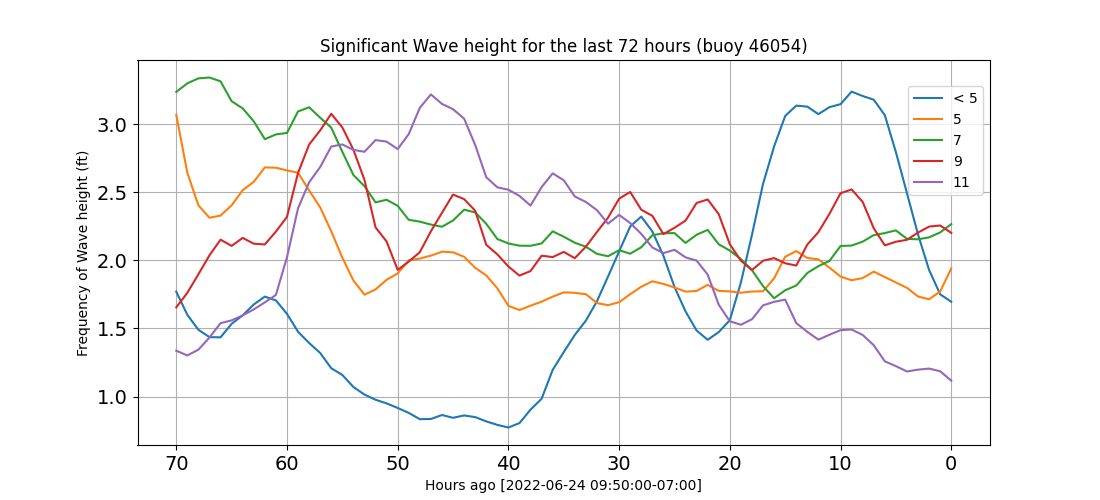 Significant Wave height for the last 72 hours (buoy 46054)
Frequency of Wave height (ft)
3.0
2.5
2.0
1.5
1.0
< 5
5
7
9
11
70 60 50 40 30 20 10 0
Hours ago [2022-06-24 09:50:00-07:00]